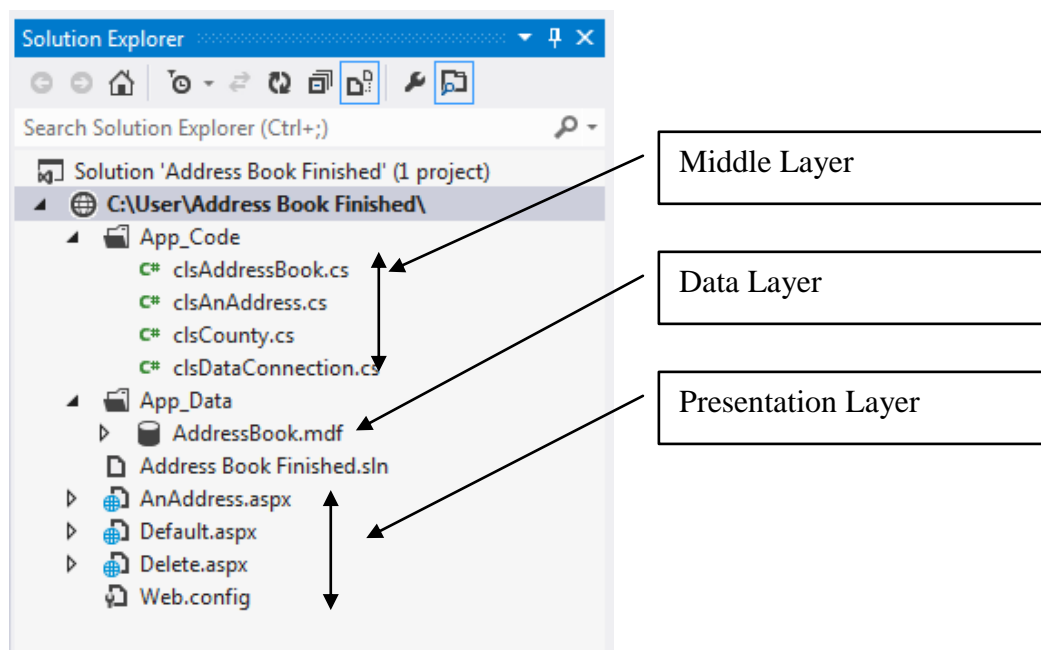 Solution Explorer
Search Solution Explorer (Ctrl+;)
Solution 'Address Book Finished' (1 project)
C:\User\Address Book Finished\
App_Code
C# clsAddressBook.cs
C# clsAnAddress.cs
C# clsCounty.cs
C# clsDataConnection.cs
App_Data
AddressBook.mdf
Address Book Finished.sln
AnAddress.aspx
Default.aspx
Delete.aspx
Web.config
Middle Layer
Data Layer
Presentation Layer